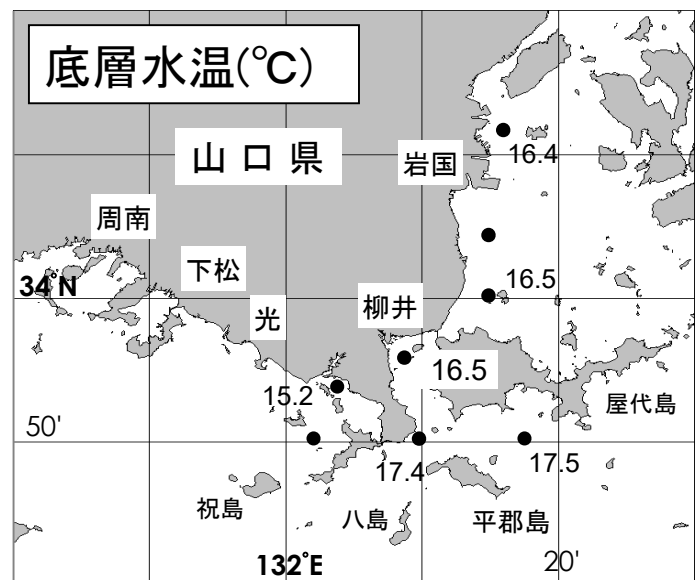 底層水温(℃)
山口県
岩国
16.4
周南
下松
34°N
16.5
光
柳井
16.5
15.2
屋代島
50'
17.4
17.5
祝島
八島
平郡島
132°E
20'